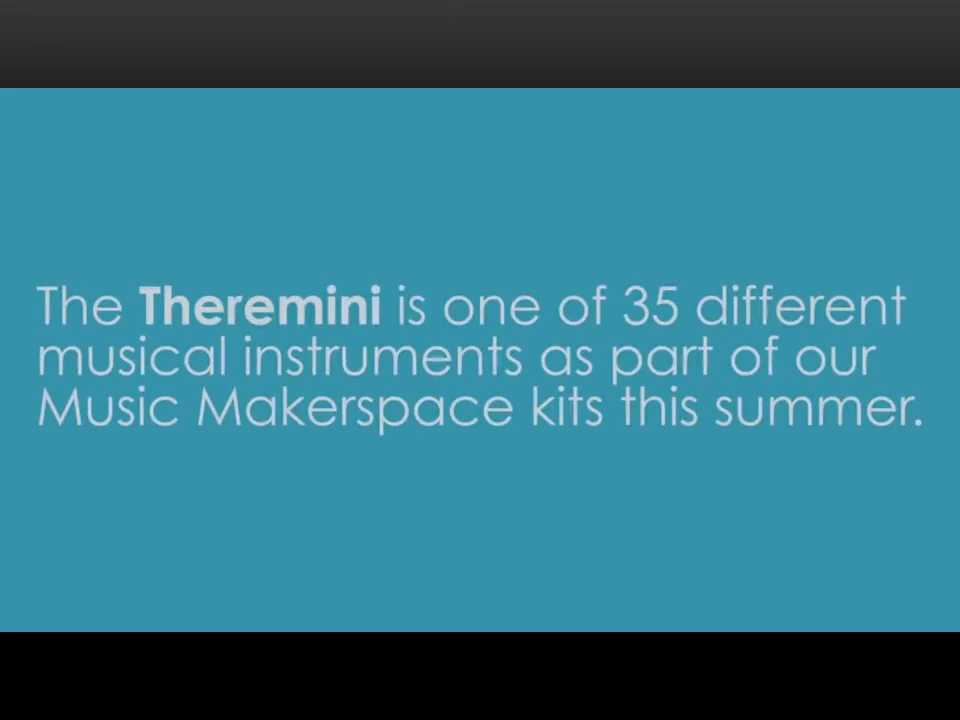 The Theremini is one of 35 different
musical instruments as part of our
Music Makerspace kits this summer.